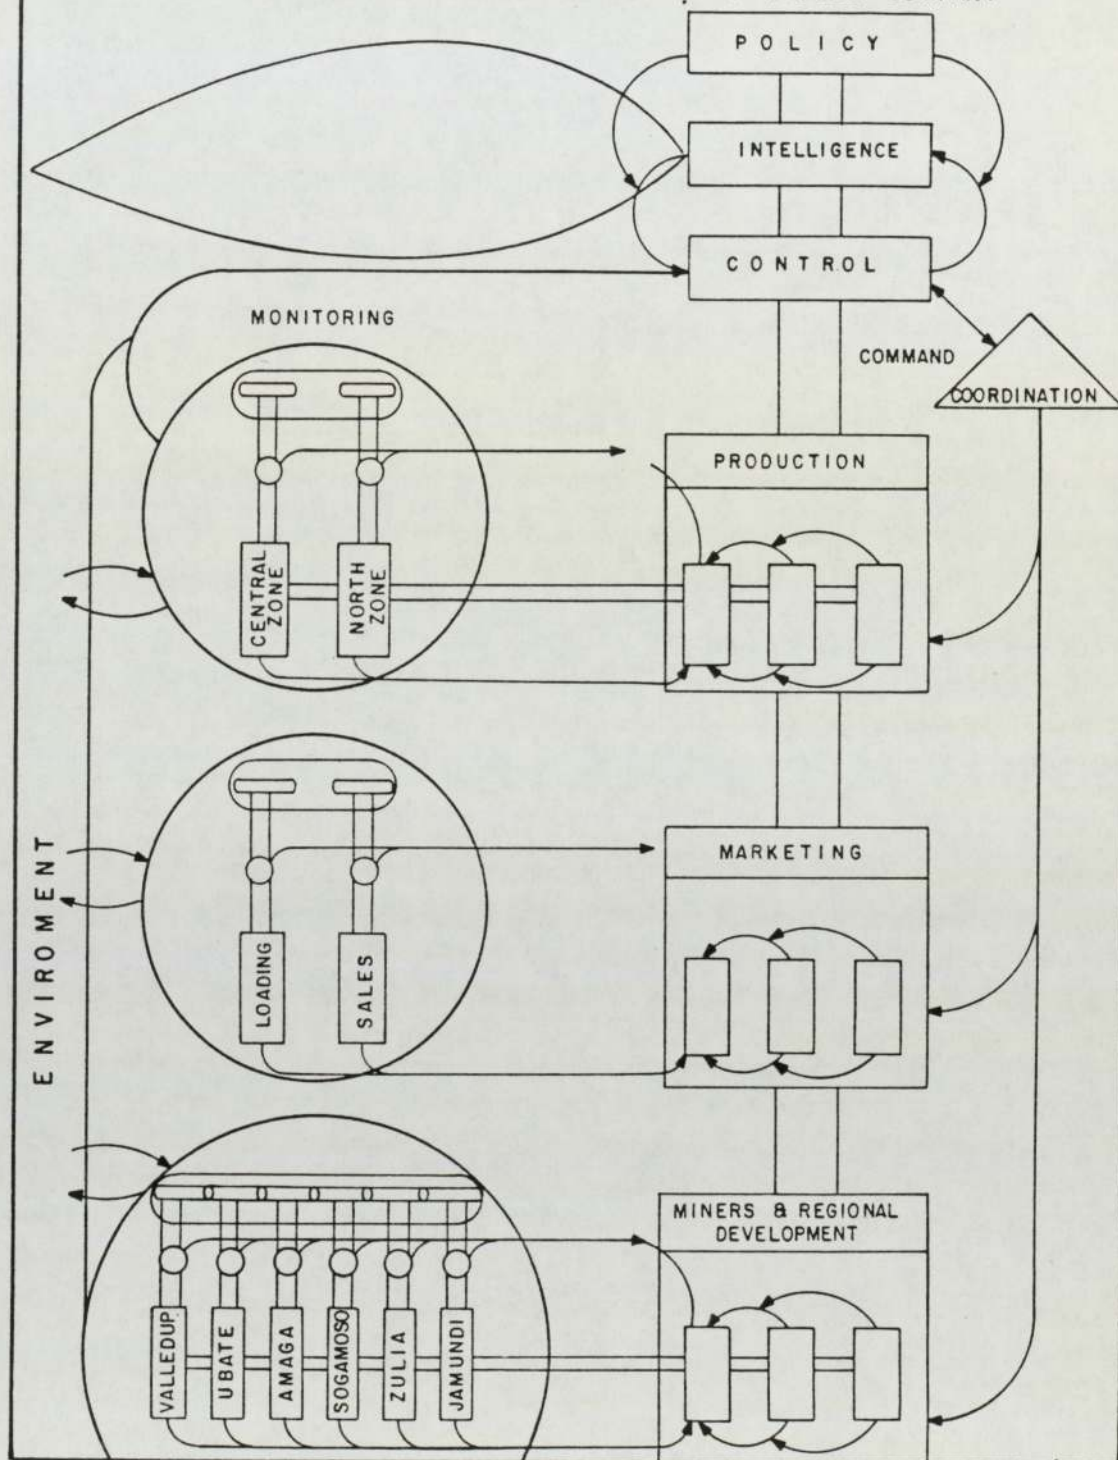 POLICY
INTELLIGENCE
CONTROL
MONITORING
COMMAND
COORDINATION
PRODUCTION
CENTRAL
ZONE
NORTH
ZONE
MARKETING
ENVIROMENT
LOADING
SALES
MINERS & REGIONAL
DEVELOPMENT
VALLEDUP.
UBATE
AMAGA
SOGAMOSO
ZULIA
JAMUNDI